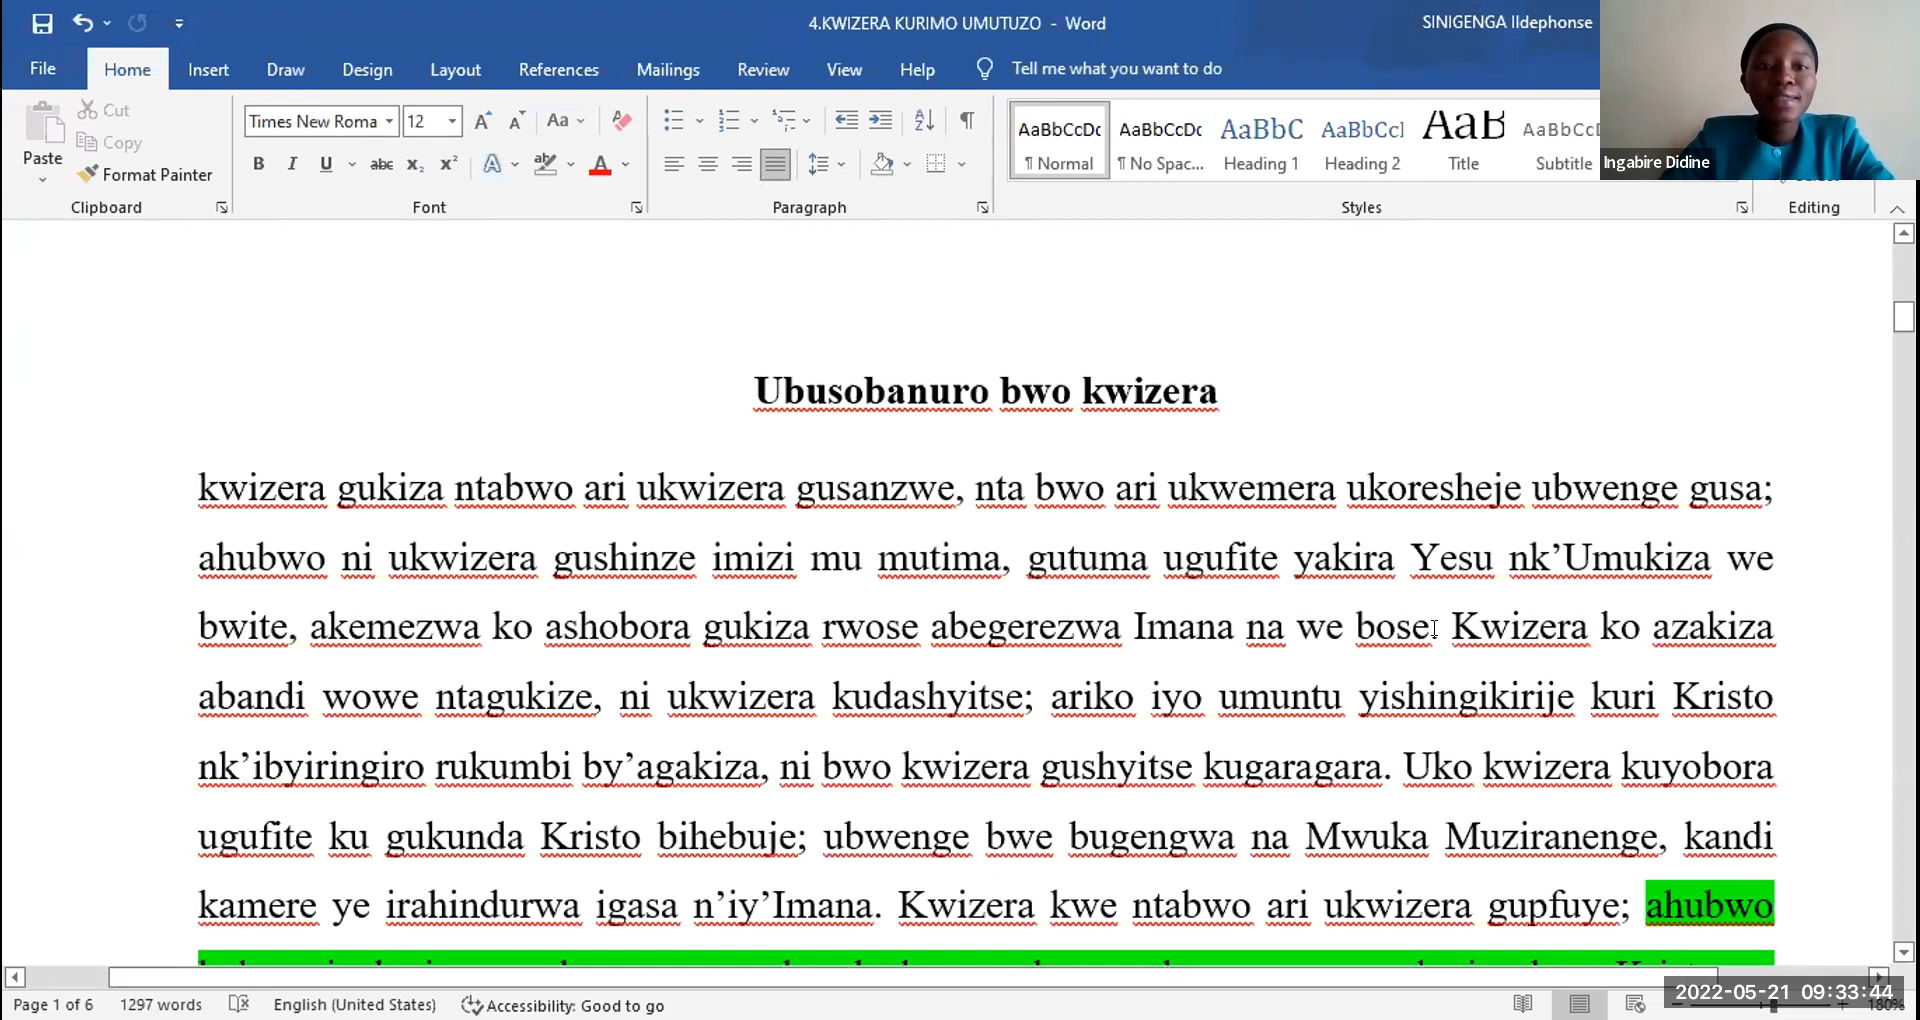 4.KWIZERA KURIMO UMUTUZO - Word
SINIGENGA Ildephonse
File Home Insert Draw Design Layout References Mailings Review View Help Tell me what you want to do
Paste
Cut
Copy
Format Painter
Clipboard
Times New Roma 12
Font
Paragraph
AaBbCcDc AaBbCcDc AaBbC AaBbCcl AaB AaBbCcD
¶ Normal ¶ No Spac... Heading 1 Heading 2 Title Subtitle
Styles
Editing
Ingabire Didine
Ubusobanuro bwo kwizera
kwizera gukiza ntabwo ari ukwizera gusanzwe, nta bwo ari ukwemera ukoresheje ubwenge gusa;
ahubwo ni ukwizera gushinze imizi mu mutima, gutuma ugufite yakira Yesu nk’Umukiza we
bwite, akemezwa ko ashobora gukiza rwose abegerezwa Imana na we bose. Kwizera ko azakiza
abandi wowe ntagukize, ni ukwizera kudashyitse; ariko iyo umuntu yishingikirije kuri Kristo
nk’ibyiringiro rukumbi by’agakiza, ni bwo kwizera gushyitse kugaragara. Uko kwizera kuyobora
ugufite ku gukunda Kristo bihebuje; ubwenge bwe bugengwa na Mwuka Muziranenge, kandi
kamere ye irahindurwa igasa n’iy’Imana. Kwizera kwe ntabwo ari ukwizera gupfuye; ahubwo
Page 1 of 6 1297 words English (United States) Accessibility: Good to go
2022-05-21 09:33:44
180%